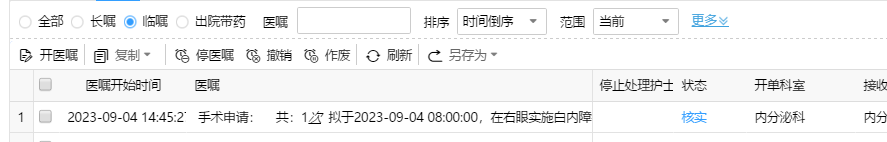 全部 长嘱 临嘱 出院带药 医嘱 排序 时间倒序 范围 当前 更多
开医嘱 复制 停医嘱 撤销 作废 刷新 另存为
医嘱开始时间 医嘱 停止处理护士 状态 开单科室 接收
1 2023-09-04 14:45:27 手术申请: 共：1次 拟于2023-09-04 08:00:00，在右眼实施白内障 核实 内分泌科 内分